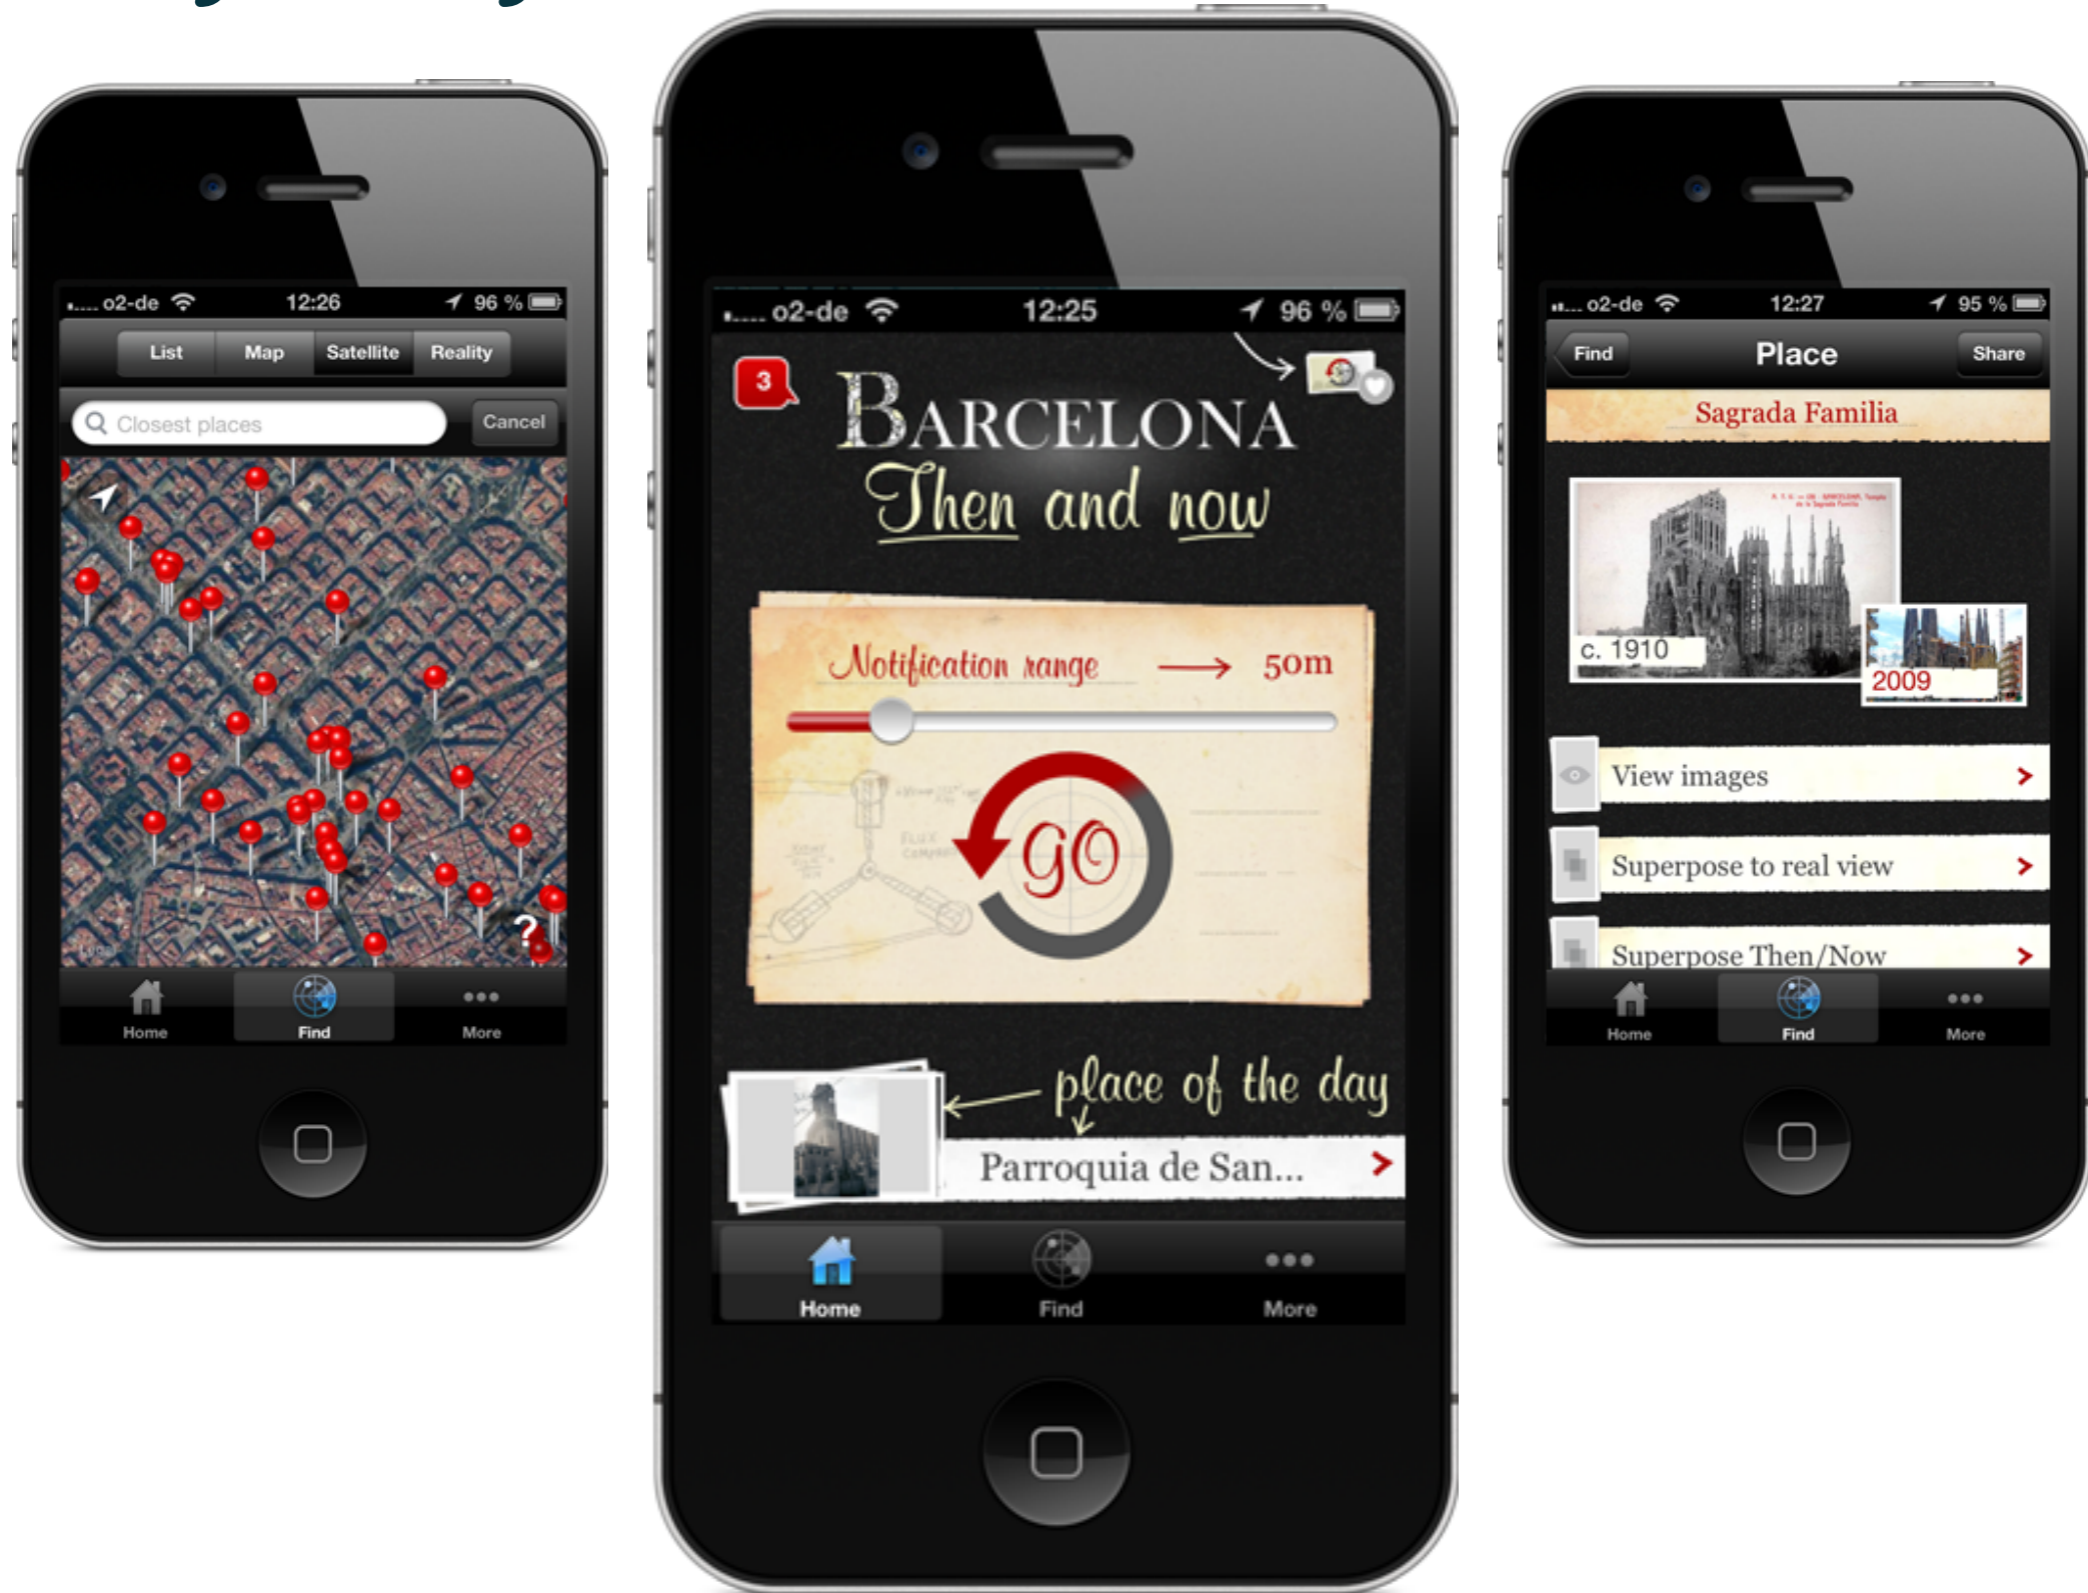 o2-de 12:26 96 %
List Map Satellite Reality
Closest places
Cancel
?
Home Find More
o2-de 12:25 96 %
3
BARCELONA
Then and now
Notification range → 50m
FLUX
GO
place of the day
Parroquia de San...
Home Find More
o2-de 12:27 95 %
Find Place Share
Sagrada Familia
c. 1910
2009
View images
Superpose to real view
Superpose Then/Now
Home Find More